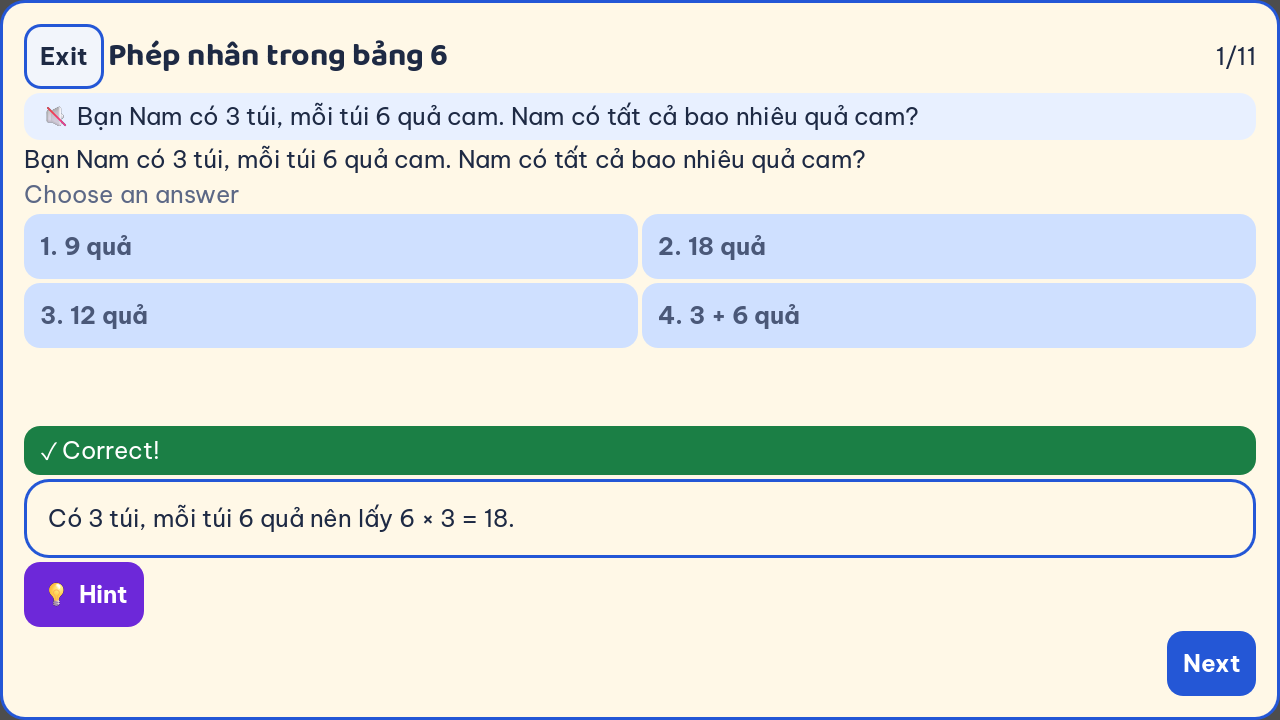 Exit
Phép nhân trong bảng 6
1/11
Bạn Nam có 3 túi, mỗi túi 6 quả cam. Nam có tất cả bao nhiêu quả cam?
Bạn Nam có 3 túi, mỗi túi 6 quả cam. Nam có tất cả bao nhiêu quả cam?
Choose an answer
1. 9 quả
2. 18 quả
3. 12 quả
4. 3 + 6 quả
✓ Correct!
Có 3 túi, mỗi túi 6 quả nên lấy 6 × 3 = 18.
Hint
Next